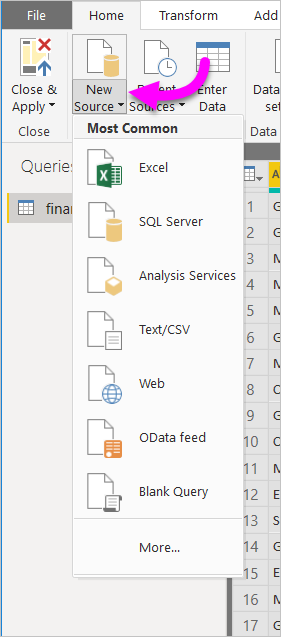 File Home Transform Add
Close & New Recent Enter Data
Apply Source Sources Data set
Close Data
Most Common
Queries
finan
Excel
SQL Server
Analysis Services
Text/CSV
Web
OData feed
Blank Query
More...
A
1 G
2 G
3 M
4 M
5 M
6 G
7 M
8 C
9 G
10 C
11 M
12 E
13 S
14 G
15 E
16 M
17 G